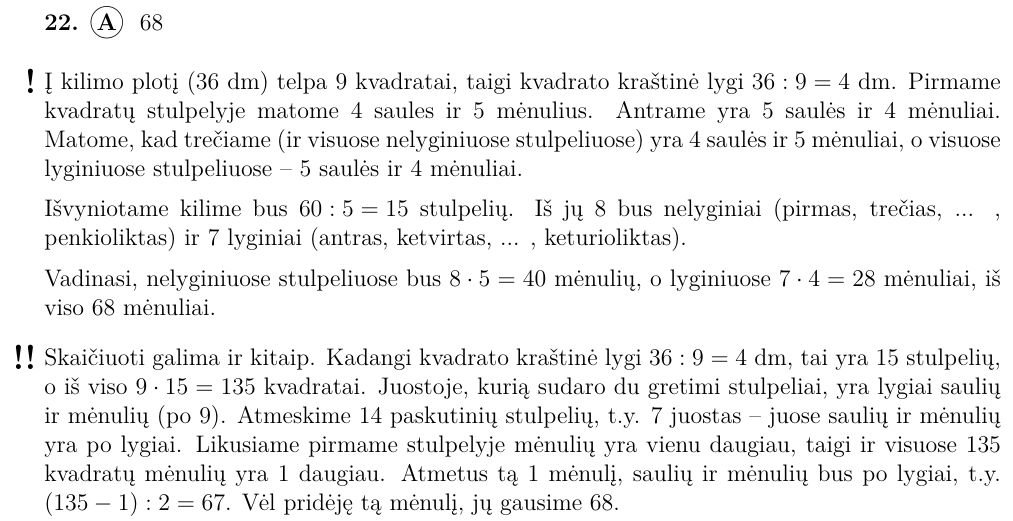 22. A 68
! Į kilimo plotį (36 dm) telpa 9 kvadratai, taigi kvadrato kraštinė lygi 36 : 9 = 4 dm. Pirmame
kvadratų stulpelyje matome 4 saules ir 5 mėnulius. Antrame yra 5 saulės ir 4 mėnuliai.
Matome, kad trečiame (ir visuose nelyginiuose stulpeliuose) yra 4 saulės ir 5 mėnuliai, o visuose
lyginiuose stulpeliuose – 5 saulės ir 4 mėnuliai.
Išvyniotame kilime bus 60 : 5 = 15 stulpelių. Iš jų 8 bus nelyginiai (pirmas, trečias, ... ,
penkioliktas) ir 7 lyginiai (antras, ketvirtas, ... , keturioliktas).
Vadinasi, nelyginiuose stulpeliuose bus 8 · 5 = 40 mėnulių, o lyginiuose 7 · 4 = 28 mėnuliai, iš
viso 68 mėnuliai.
!! Skaičiuoti galima ir kitaip. Kadangi kvadrato kraštinė lygi 36 : 9 = 4 dm, tai yra 15 stulpelių,
o iš viso 9 · 15 = 135 kvadratai. Juostoje, kurią sudaro du gretimi stulpeliai, yra lygiai saulių
ir mėnulių (po 9). Atmeskime 14 paskutinių stulpelių, t.y. 7 juostas – juose saulių ir mėnulių
yra po lygiai. Likusiame pirmame stulpelyje mėnulių yra vienu daugiau, taigi ir visuose 135
kvadratų mėnulių yra 1 daugiau. Atmetus tą 1 mėnulį, saulių ir mėnulių bus po lygiai, t.y.
(135 − 1) : 2 = 67. Vėl pridėję tą mėnulį, jų gausime 68.